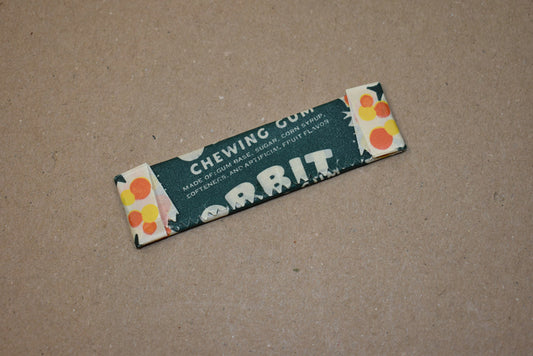 CHEWING GUM
MADE OF: GUM BASE, SUGAR, CORN SYRUP,
SOFTENERS, AND ARTIFICIAL FRUIT FLAVOR
ORBIT